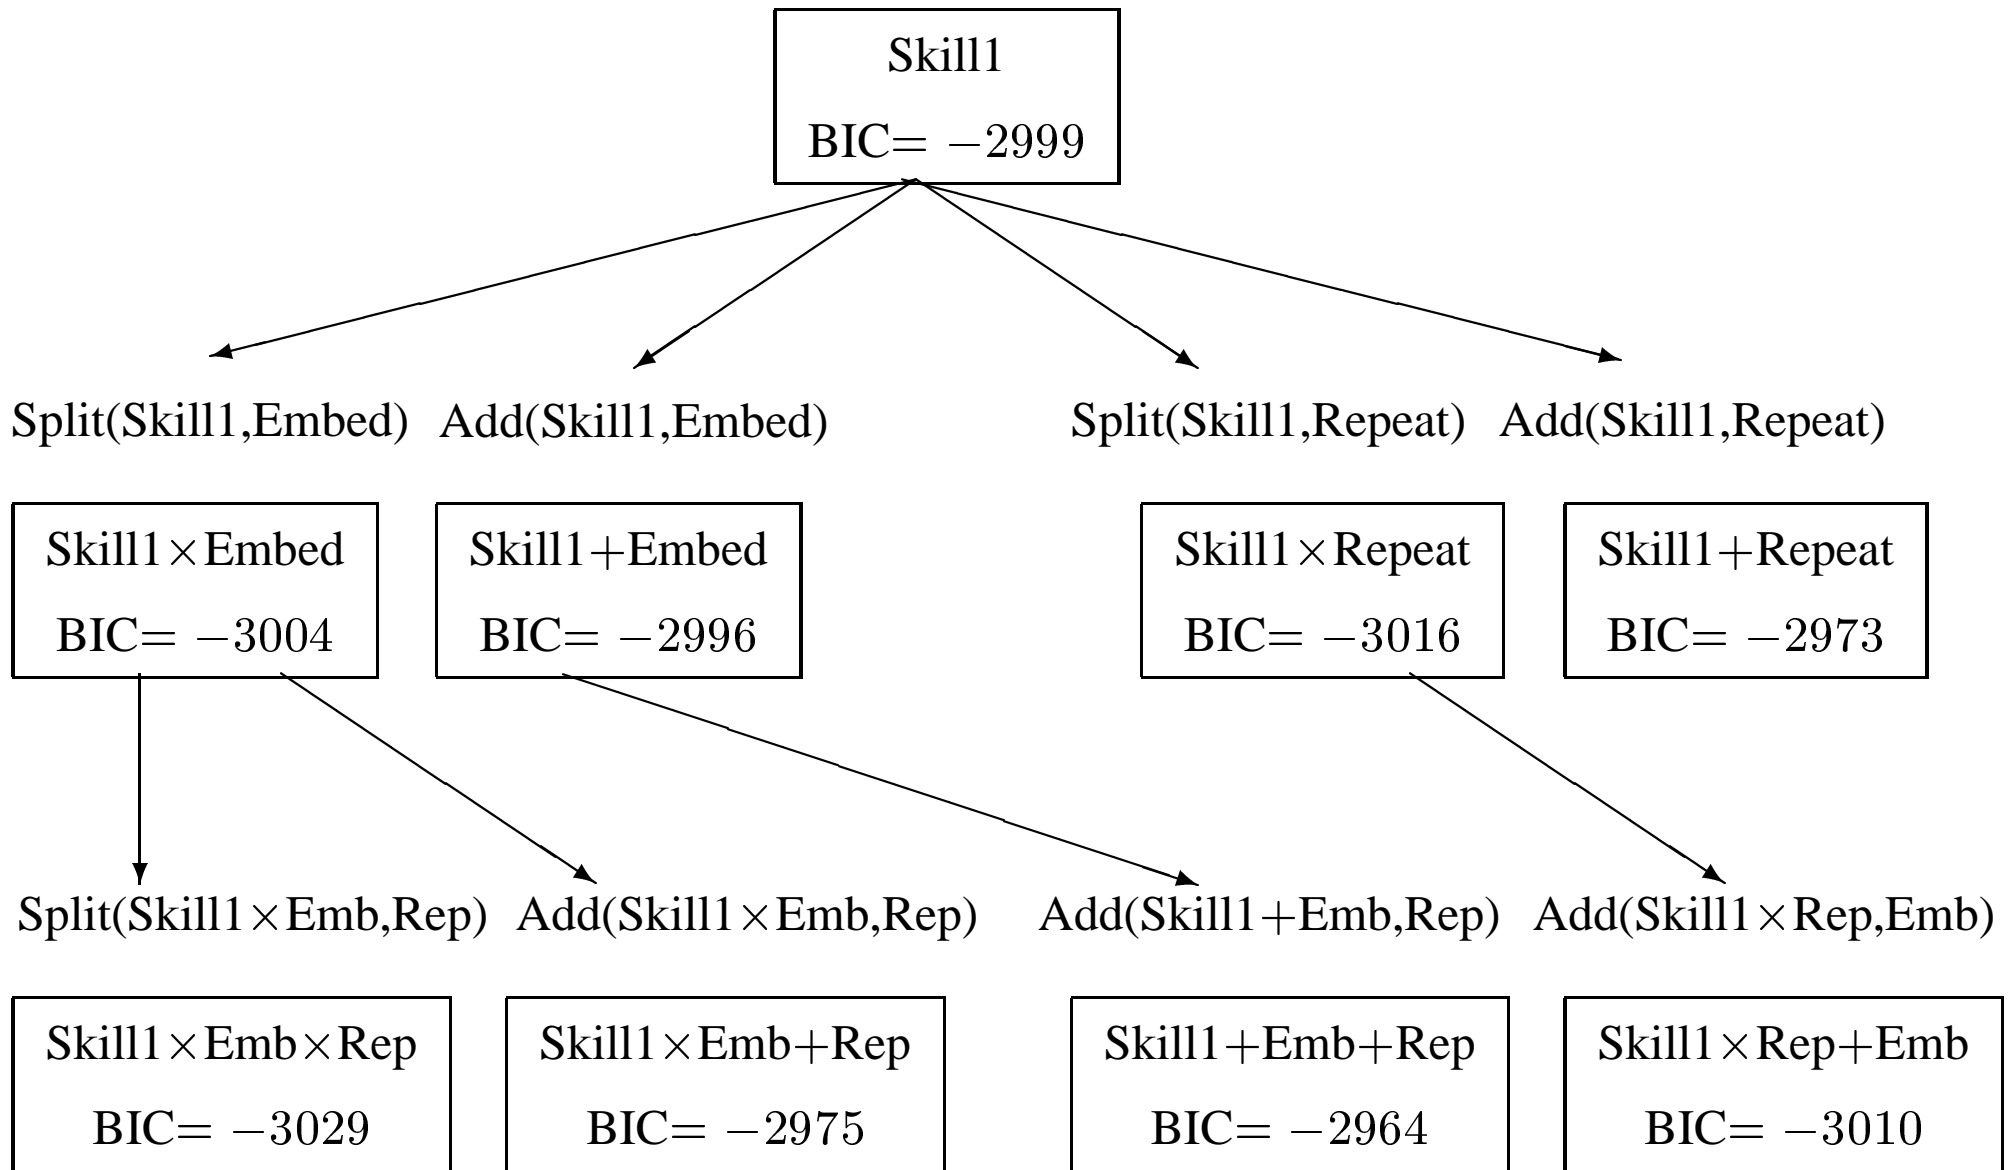 Skill1
BIC= −2999
Split(Skill1,Embed) Add(Skill1,Embed) Split(Skill1,Repeat) Add(Skill1,Repeat)
Skill1×Embed Skill1+Embed Skill1×Repeat Skill1+Repeat
BIC= −3004 BIC= −2996 BIC= −3016 BIC= −2973
Split(Skill1×Emb,Rep) Add(Skill1×Emb,Rep) Add(Skill1+Emb,Rep) Add(Skill1×Rep,Emb)
Skill1×Emb×Rep Skill1×Emb+Rep Skill1+Emb+Rep Skill1×Rep+Emb
BIC= −3029 BIC= −2975 BIC= −2964 BIC= −3010